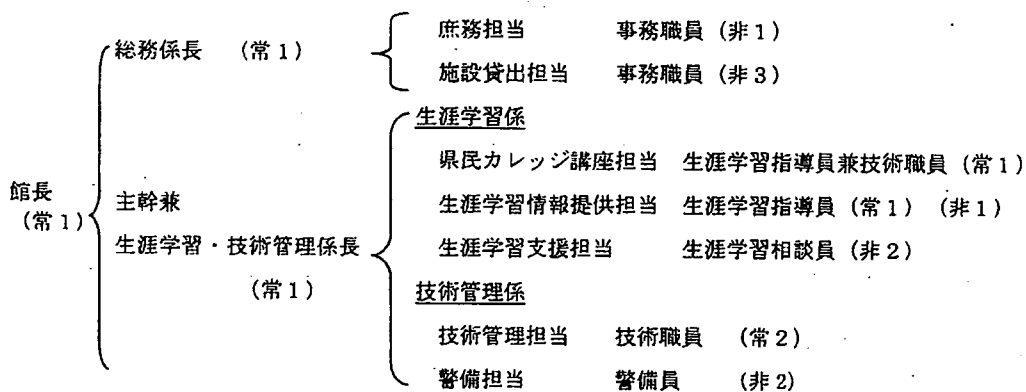 庶務担当 事務職員（非1）
総務係長 （常1）
施設貸出担当 事務職員（非3）
生涯学習係
県民カレッジ講座担当 生涯学習指導員兼技術職員（常1）
館長
（常1）
主幹兼
生涯学習情報提供担当 生涯学習指導員（常1）（非1）
生涯学習・技術管理係長
生涯学習支援担当 生涯学習相談員（非2）
（常1）
技術管理係
技術管理担当 技術職員 （常2）
警備担当 警備員 （非2）